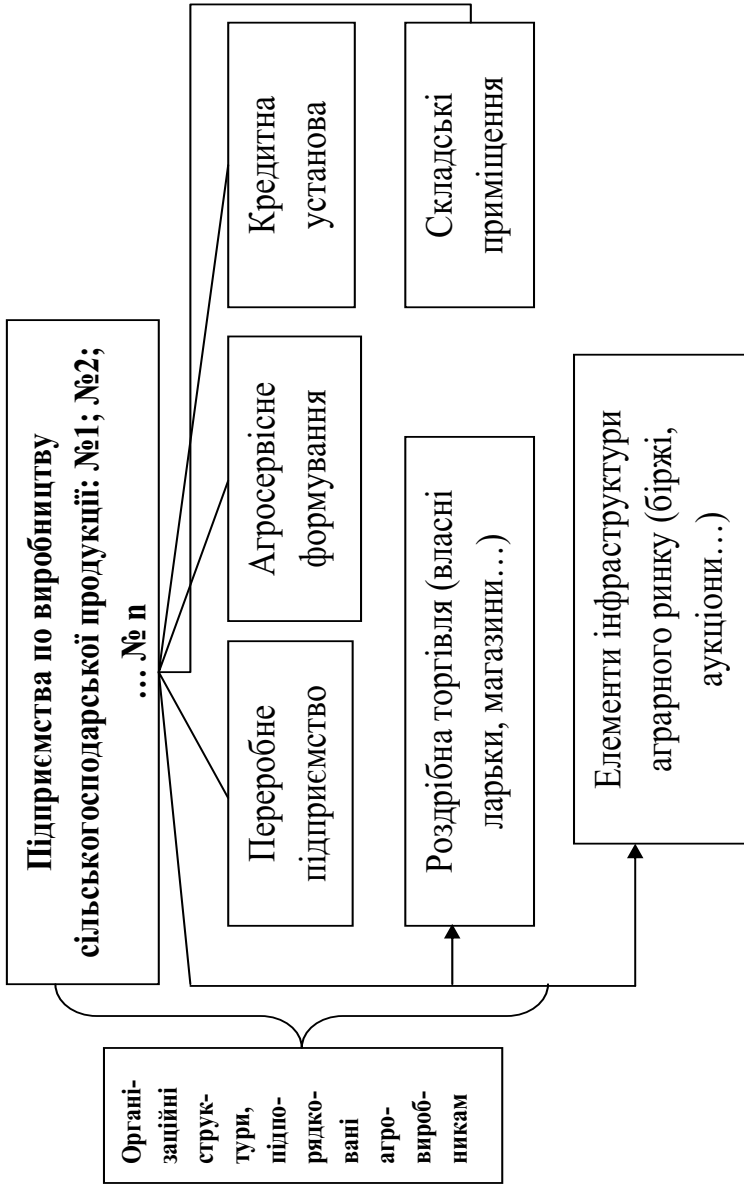 Органі-
заційні
струк-
тури,
підпо-
рядко-
вані
агро-
вироб-
никам
Підприємства по виробництву
сільськогосподарської продукції: №1; №2;
… № n
Переробне
підприємство
Агросервісне
формування
Кредитна
установа
Роздрібна торгівля (власні
ларьки, магазини…)
Складські
приміщення
Елементи інфраструктури
аграрного ринку (біржі,
аукціони…)